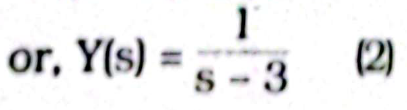 or, Y(s) = 1/(s - 3) (2)